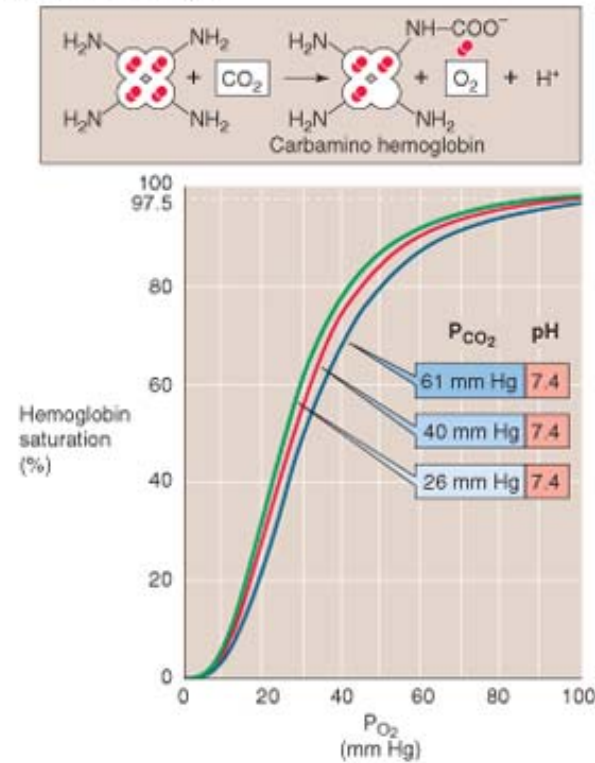 NH–COO⁻
H₂N NH₂ H₂N
+ CO₂ → + O₂ + H⁺
H₂N NH₂ H₂N NH₂
Carbamino hemoglobin
100
97.5
80
60
40
20
0
Hemoglobin
saturation
(%)
P_CO₂ pH
61 mm Hg 7.4
40 mm Hg 7.4
26 mm Hg 7.4
0 20 40 60 80 100
P_O₂
(mm Hg)